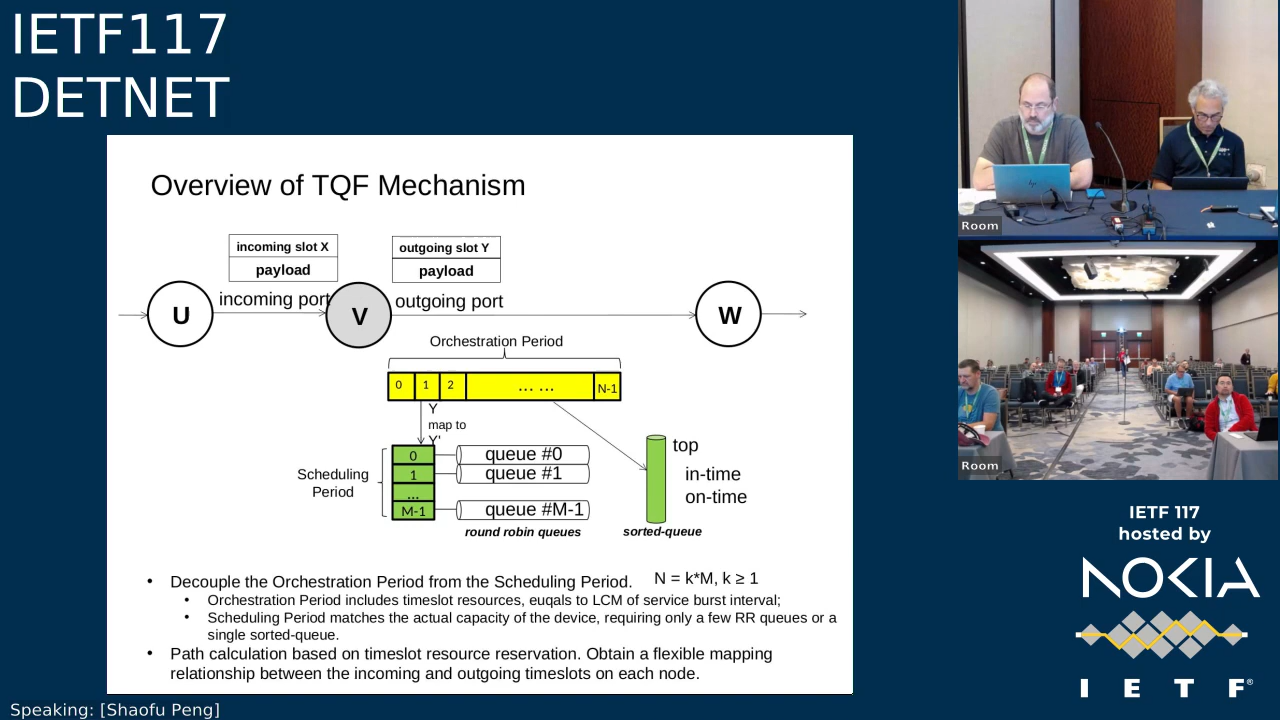 IETF117
DETNET
Overview of TQF Mechanism
incoming slot X
payload
outgoing slot Y
payload
U
incoming port
V
outgoing port
W
Orchestration Period
0
1
2
... ...
N-1
Y
map to
Y'
Scheduling
Period
0
1
...
M-1
queue #0
queue #1
queue #M-1
round robin queues
top
in-time
on-time
sorted-queue
• Decouple the Orchestration Period from the Scheduling Period. N = k*M, k ≥ 1
• Orchestration Period includes timeslot resources, euqals to LCM of service burst interval;
• Scheduling Period matches the actual capacity of the device, requiring only a few RR queues or a
single sorted-queue.
• Path calculation based on timeslot resource reservation. Obtain a flexible mapping
relationship between the incoming and outgoing timeslots on each node.
Speaking: [Shaofu Peng]
Room
Room
IETF 117
hosted by
NOKIA
IETF®